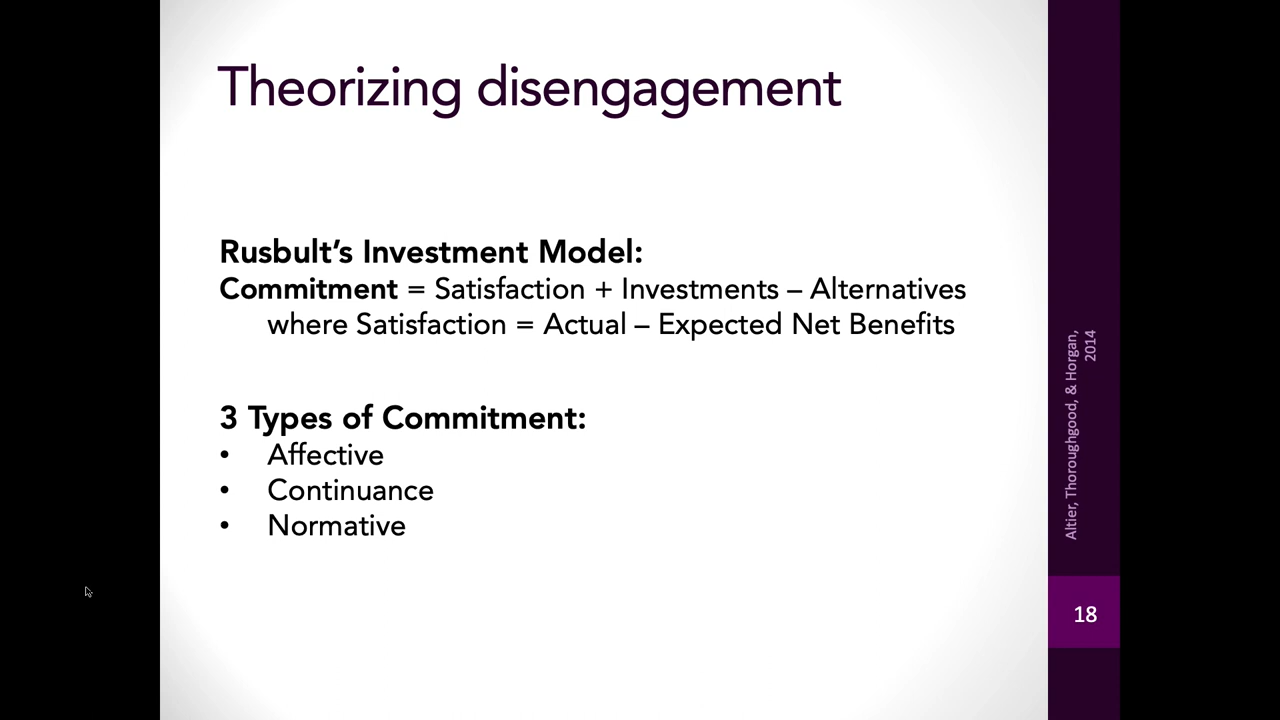 Theorizing disengagement
Rusbult’s Investment Model:
Commitment = Satisfaction + Investments – Alternatives
where Satisfaction = Actual – Expected Net Benefits
3 Types of Commitment:
• Affective
• Continuance
• Normative
Altier, Thoroughgood, & Horgan,
2014
18